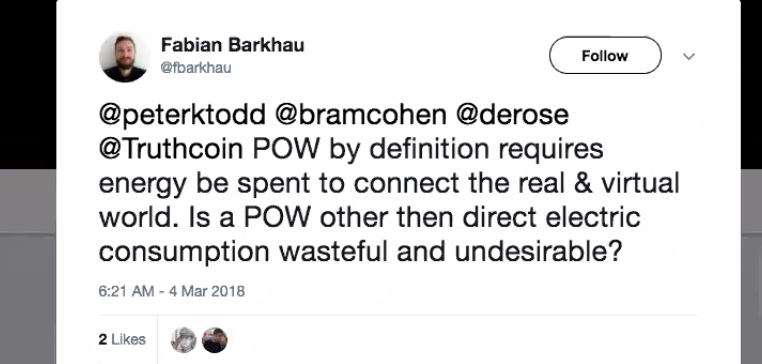 Fabian Barkhau
@fbarkhau
Follow
@peterktodd @bramcohen @derose
@Truthcoin POW by definition requires
energy be spent to connect the real & virtual
world. Is a POW other then direct electric
consumption wasteful and undesirable?
6:21 AM - 4 Mar 2018
2 Likes